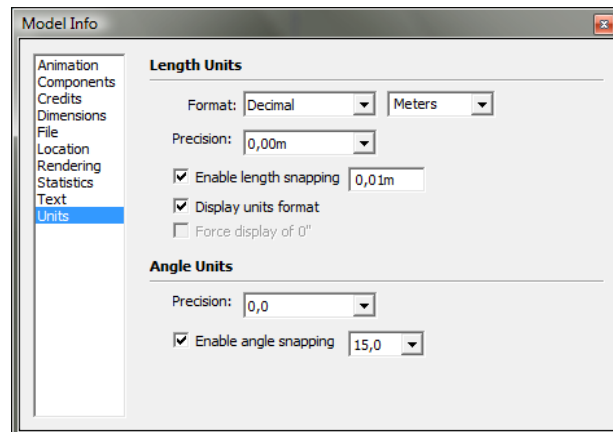 Model Info
Animation
Components
Credits
Dimensions
File
Location
Rendering
Statistics
Text
Units
Length Units
Format: Decimal Meters
Precision: 0,00m
Enable length snapping 0,01m
Display units format
Force display of 0"
Angle Units
Precision: 0,0
Enable angle snapping 15,0